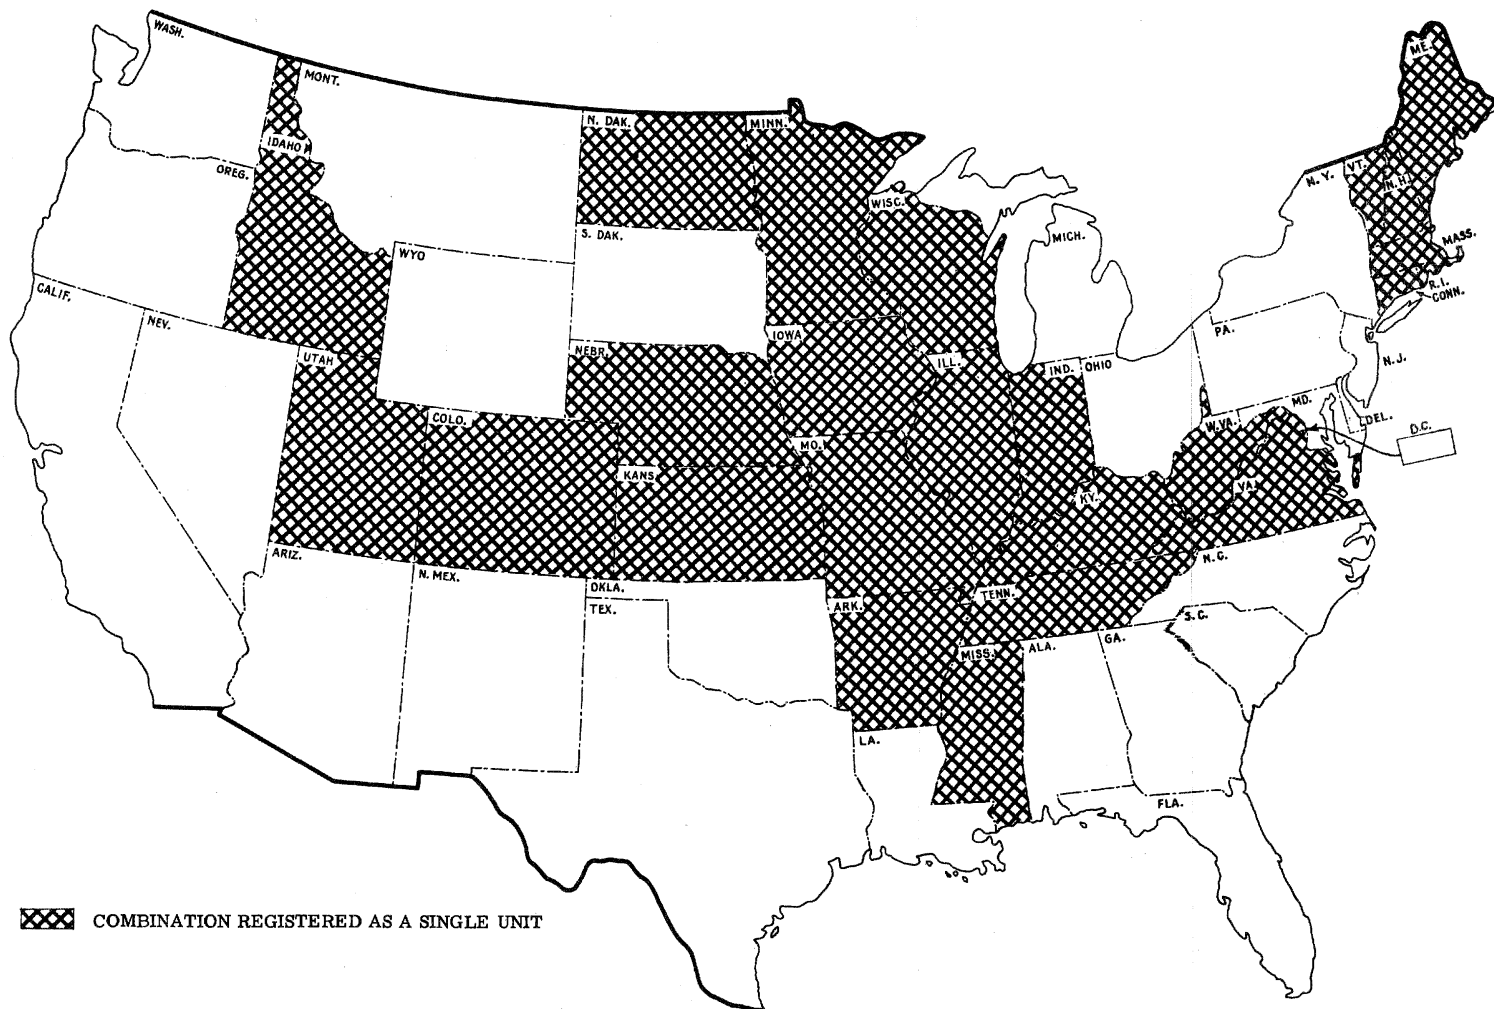 WASH.
MONT.
ME.
N. DAK.
MINN.
IDAHO
OREG.
VT.
N.Y.
N.H.
WISC.
S. DAK.
MICH.
MASS.
WYO
R.I.
CONN.
CALIF.
NEV.
IOWA
PA.
UTAH
NEBR.
ILL.
IND.
OHIO
N.J.
MD.
COLO.
W.VA.
DEL.
D.C.
MO.
KANS
KY.
VA.
ARIZ.
N.C.
N. MEX.
OKLA.
TENN.
TEX.
ARK.
S.C.
GA.
MISS.
ALA.
LA.
FLA.
COMBINATION REGISTERED AS A SINGLE UNIT